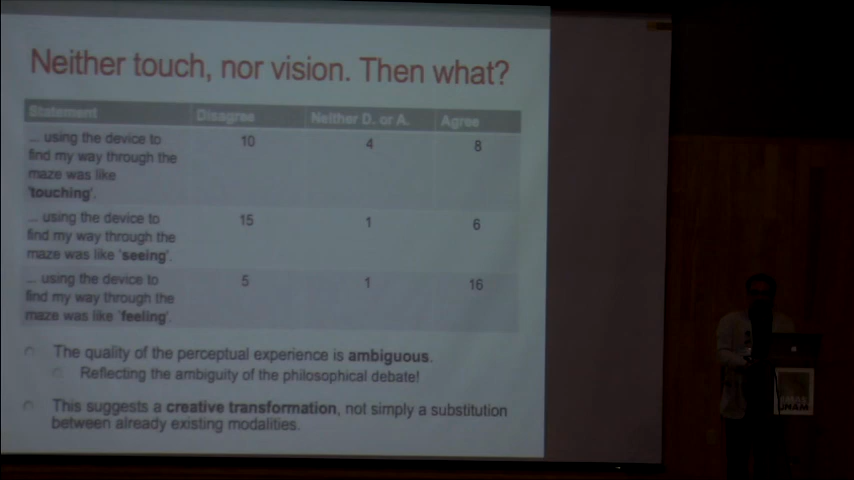 Neither touch, nor vision. Then what?
Statement Disagree Neither D. or A. Agree
... using the device to 10 4 8
find my way through the
maze was like
'touching'.
... using the device to 15 1 6
find my way through the
maze was like 'seeing'.
... using the device to 5 1 16
find my way through the
maze was like 'feeling'.
The quality of the perceptual experience is ambiguous.
Reflecting the ambiguity of the philosophical debate!
This suggests a creative transformation, not simply a substitution
between already existing modalities.
UNAM